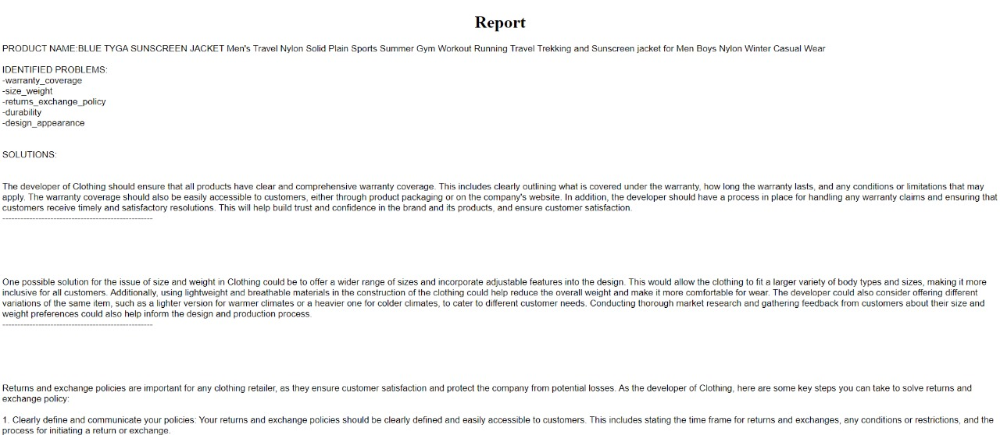 Report
PRODUCT NAME:BLUE TYGA SUNSCREEN JACKET Men's Travel Nylon Solid Plain Sports Summer Gym Workout Running Travel Trekking and Sunscreen jacket for Men Boys Nylon Winter Casual Wear
IDENTIFIED PROBLEMS:
-warranty_coverage
-size_weight
-returns_exchange_policy
-durability
-design_appearance
SOLUTIONS:
The developer of Clothing should ensure that all products have clear and comprehensive warranty coverage. This includes clearly outlining what is covered under the warranty, how long the warranty lasts, and any conditions or limitations that may
apply. The warranty coverage should also be easily accessible to customers, either through product packaging or on the company's website. In addition, the developer should have a process in place for handling any warranty claims and ensuring that
customers receive timely and satisfactory resolutions. This will help build trust and confidence in the brand and its products, and ensure customer satisfaction.
--------------------------------------------------
One possible solution for the issue of size and weight in Clothing could be to offer a wider range of sizes and incorporate adjustable features into the design. This would allow the clothing to fit a larger variety of body types and sizes, making it more
inclusive for all customers. Additionally, using lightweight and breathable materials in the construction of the clothing could help reduce the overall weight and make it more comfortable for wear. The developer could also consider offering different
variations of the same item, such as a lighter version for warmer climates or a heavier one for colder climates, to cater to different customer needs. Conducting thorough market research and gathering feedback from customers about their size and
weight preferences could also help inform the design and production process.
--------------------------------------------------
Returns and exchange policies are important for any clothing retailer, as they ensure customer satisfaction and protect the company from potential losses. As the developer of Clothing, here are some key steps you can take to solve returns and
exchange policy:
1. Clearly define and communicate your policies: Your returns and exchange policies should be clearly defined and easily accessible to customers. This includes stating the time frame for returns and exchanges, any conditions or restrictions, and the
process for initiating a return or exchange.